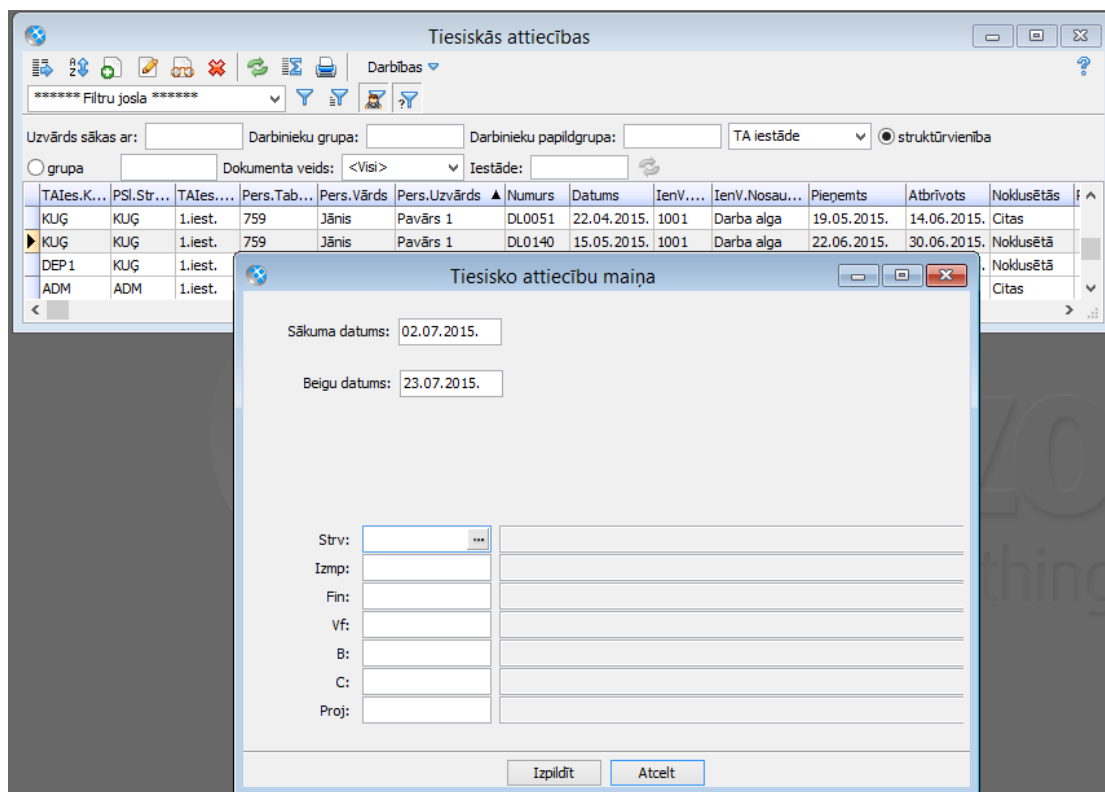 Tiesiskās attiecības
Darbības
****** Filtru josla ******
Uzvārds sākas ar: Darbinieku grupa: Darbinieku papildgrupa: TA iestāde struktūrvienība
grupa Dokumenta veids: <Visi> Iestāde:
TAIes.K... PSl.Str... TAIes.... Pers.Tab... Pers.Vārds Pers.Uzvārds Numurs Datums IenV.... IenV.Nosau... Pieņemts Atbrīvots Noklusētās
KUĢ KUĢ 1.iest. 759 Jānis Pavārs 1 DL0051 22.04.2015. 1001 Darba alga 19.05.2015. 14.06.2015. Citas
KUĢ KUĢ 1.iest. 759 Jānis Pavārs 1 DL0140 15.05.2015. 1001 Darba alga 22.06.2015. 30.06.2015. Noklusētā
DEP1 KUĢ 1.iest. Noklusētā
ADM ADM 1.iest. Citas
Tiesisko attiecību maiņa
Sākuma datums: 02.07.2015.
Beigu datums: 23.07.2015.
Strv: ...
Izmp:
Fin:
Vf:
B:
C:
Proj:
Izpildīt Atcelt
zo
thing